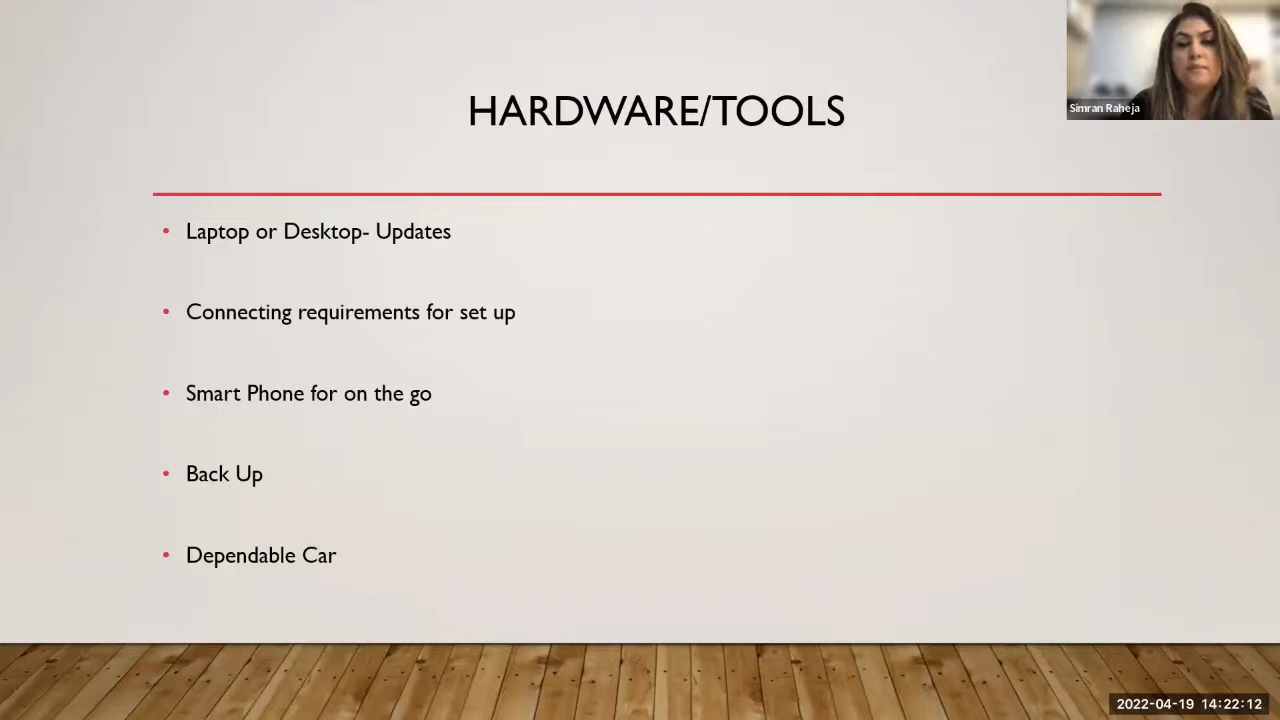 HARDWARE/TOOLS
Simran Raheja
• Laptop or Desktop- Updates
• Connecting requirements for set up
• Smart Phone for on the go
• Back Up
• Dependable Car
2022-04-19 14:22:12